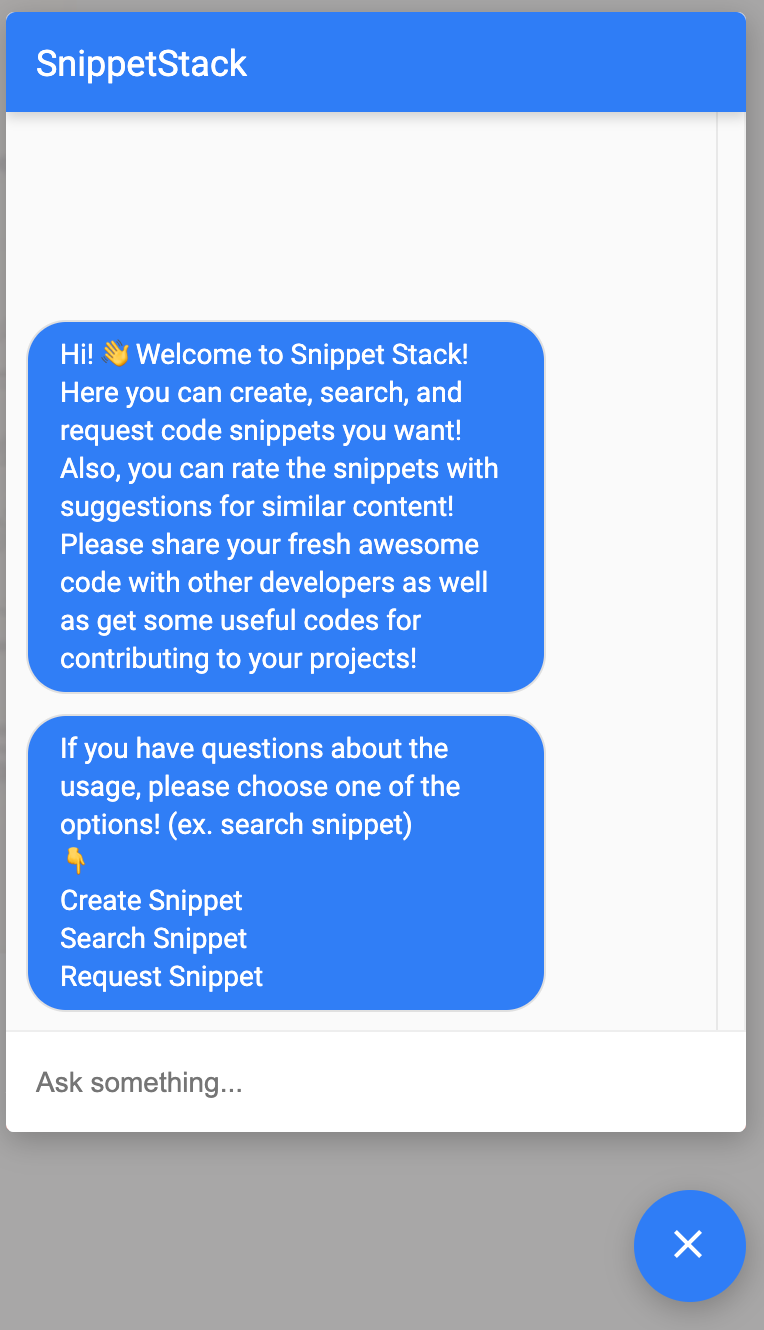 SnippetStack
Hi! 👋 Welcome to Snippet Stack!
Here you can create, search, and
request code snippets you want!
Also, you can rate the snippets with
suggestions for similar content!
Please share your fresh awesome
code with other developers as well
as get some useful codes for
contributing to your projects!
If you have questions about the
usage, please choose one of the
options! (ex. search snippet)
👇
Create Snippet
Search Snippet
Request Snippet
Ask something...